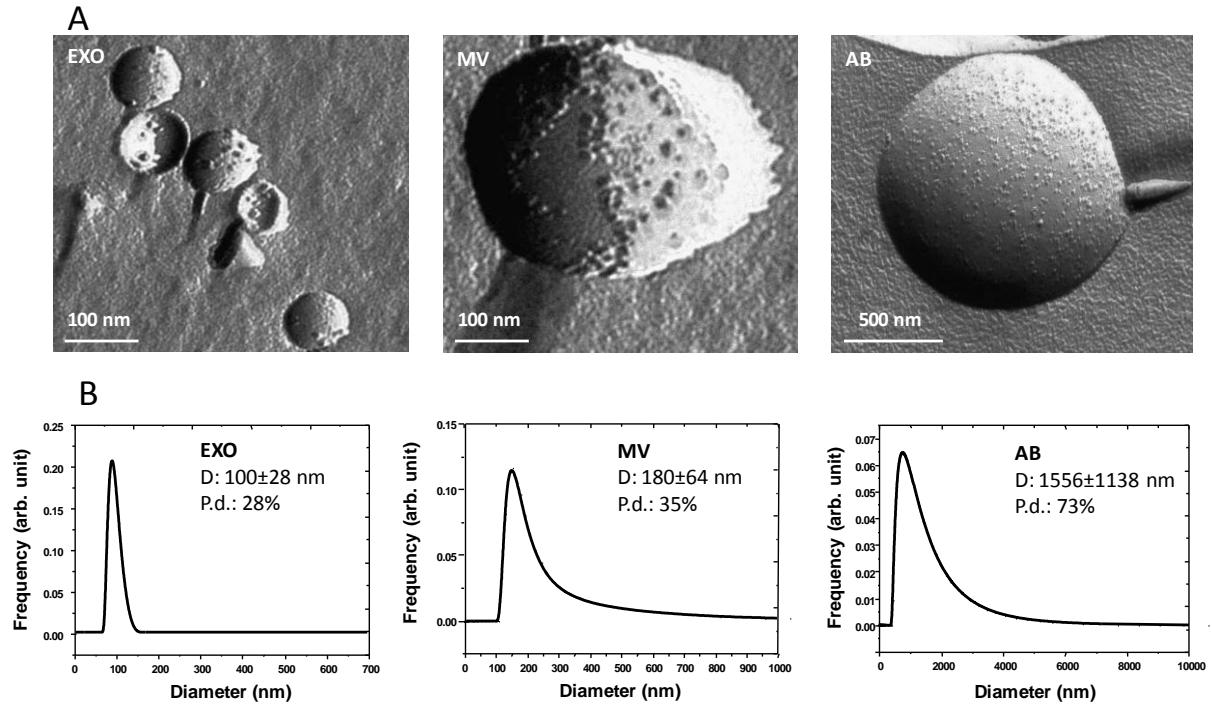 A
EXO
100 nm
MV
100 nm
AB
500 nm
B
0.25
0.20
0.15
0.10
0.05
0.00
Frequency (arb. unit)
EXO
D: 100±28 nm
P.d.: 28%
0 100 200 300 400 500 600 700
Diameter (nm)
0.15
0.10
0.05
0.00
Frequency (arb. unit)
MV
D: 180±64 nm
P.d.: 35%
0 100 200 300 400 500 600 700 800 900 1000
Diameter (nm)
0.07
0.06
0.05
0.04
0.03
0.02
0.01
0.00
Frequency (arb. unit)
AB
D: 1556±1138 nm
P.d.: 73%
0 2000 4000 6000 8000 10000
Diameter (nm)